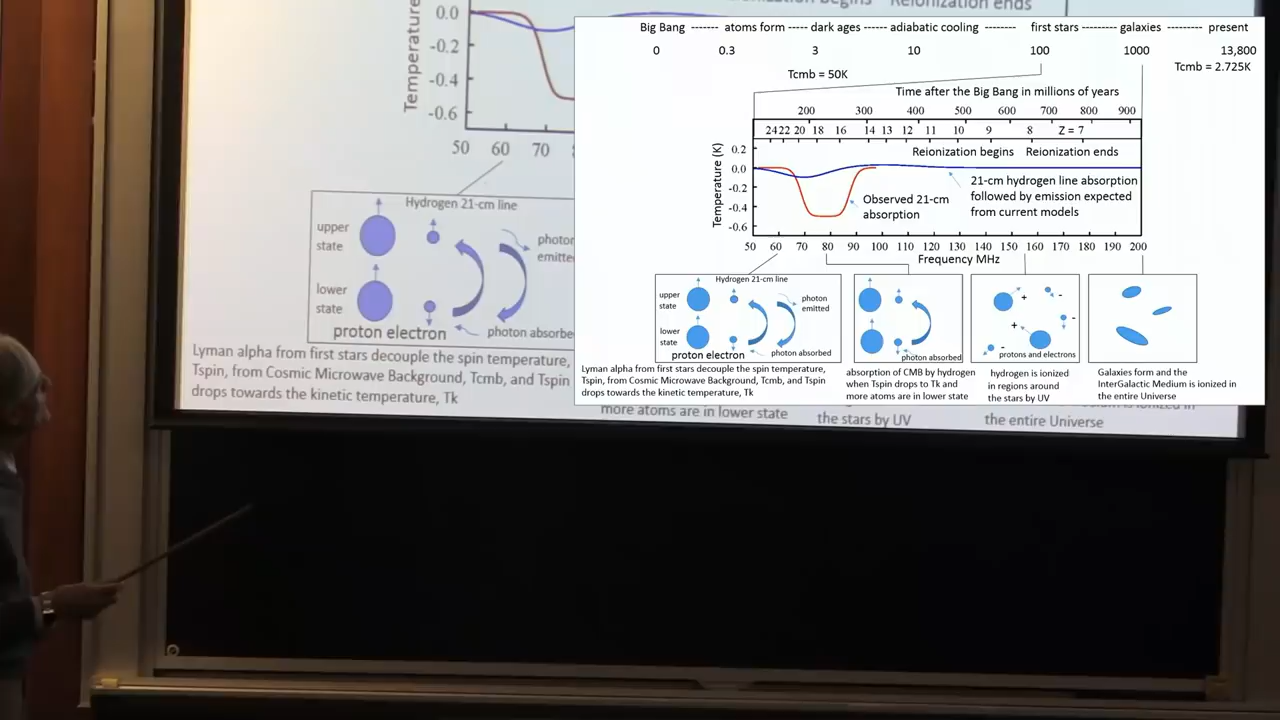 Reionization ends
Temperature
0.0
-0.2
-0.4
-0.6
50 60 70
Hydrogen 21-cm line
upper
state
lower
state
photon absorbe
proton electron
Lyman alpha from first stars decouple the spin temperature,
Tspin, from Cosmic Microwave Background, Tcmb, and Tspin
drops towards the kinetic temperature, Tk
more atoms are in lower state
the stars by UV
the entire Universe
Big Bang ------- atoms form ----- dark ages ----- adiabatic cooling -------- first stars ------ galaxies ------ present
0 0.3 3 10 100 1000 13,800
Tcmb = 50K
Tcmb = 2.725K
Time after the Big Bang in millions of years
200 300 400 500 600 700 800 900
24 22 20 18 16 14 13 12 11 10 9 8 Z = 7
Reionization begins Reionization ends
Temperature (K)
0.2
0.0
-0.2
-0.4
-0.6
Observed 21-cm
absorption
21-cm hydrogen line absorption
followed by emission expected
from current models
50 60 70 80 90 100 110 120 130 140 150 160 170 180 190 200
Frequency MHz
Hydrogen 21-cm line
upper
state
photon
emitted
lower
state
photon absorbed
proton electron
Lyman alpha from first stars decouple the spin temperature,
Tspin, from Cosmic Microwave Background, Tcmb, and Tspin
drops towards the kinetic temperature, Tk
photon absorbed
absorption of CMB by hydrogen
when Tspin drops to Tk and
more atoms are in lower state
+ -
+ -
-
protons and electrons
hydrogen is ionized
in regions around
the stars by UV
Galaxies form and the
InterGalactic Medium is ionized in
the entire Universe